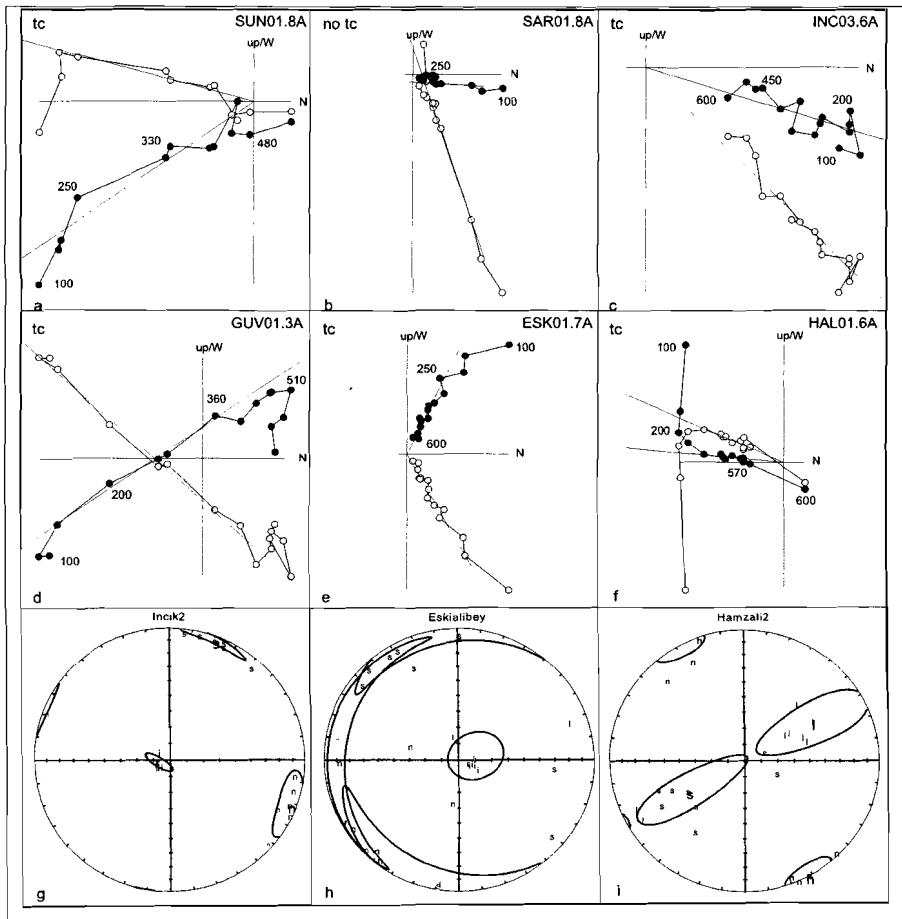 tc SUN01.8A
up/W
N
330
480
250
100
a
no tc SAR01.8A
up/W
250
N
100
b
tc INC03.6A
up/W
N
450
600
200
100
c
tc GUV01.3A
up/W
360
510
N
200
100
d
tc ESK01.7A
up/W
100
250
600
N
e
tc HAL01.6A
up/W
100
200
N
570
600
f
Incik2
g
Eskialibey
h
Hamzali2
i